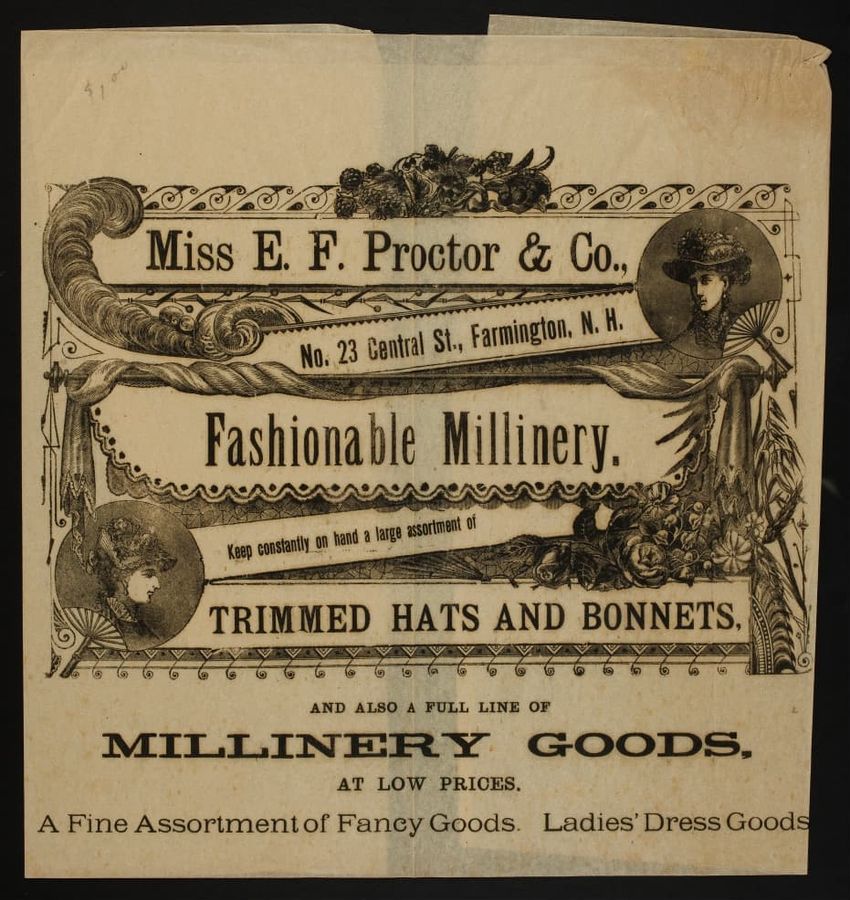 $1.00
Miss E. F. Proctor & Co.,
No. 23 Central St., Farmington, N. H.
Fashionable Millinery.
Keep constantly on hand a large assortment of
TRIMMED HATS AND BONNETS,
AND ALSO A FULL LINE OF
MILLINERY GOODS,
AT LOW PRICES.
A Fine Assortment of Fancy Goods. Ladies' Dress Goods